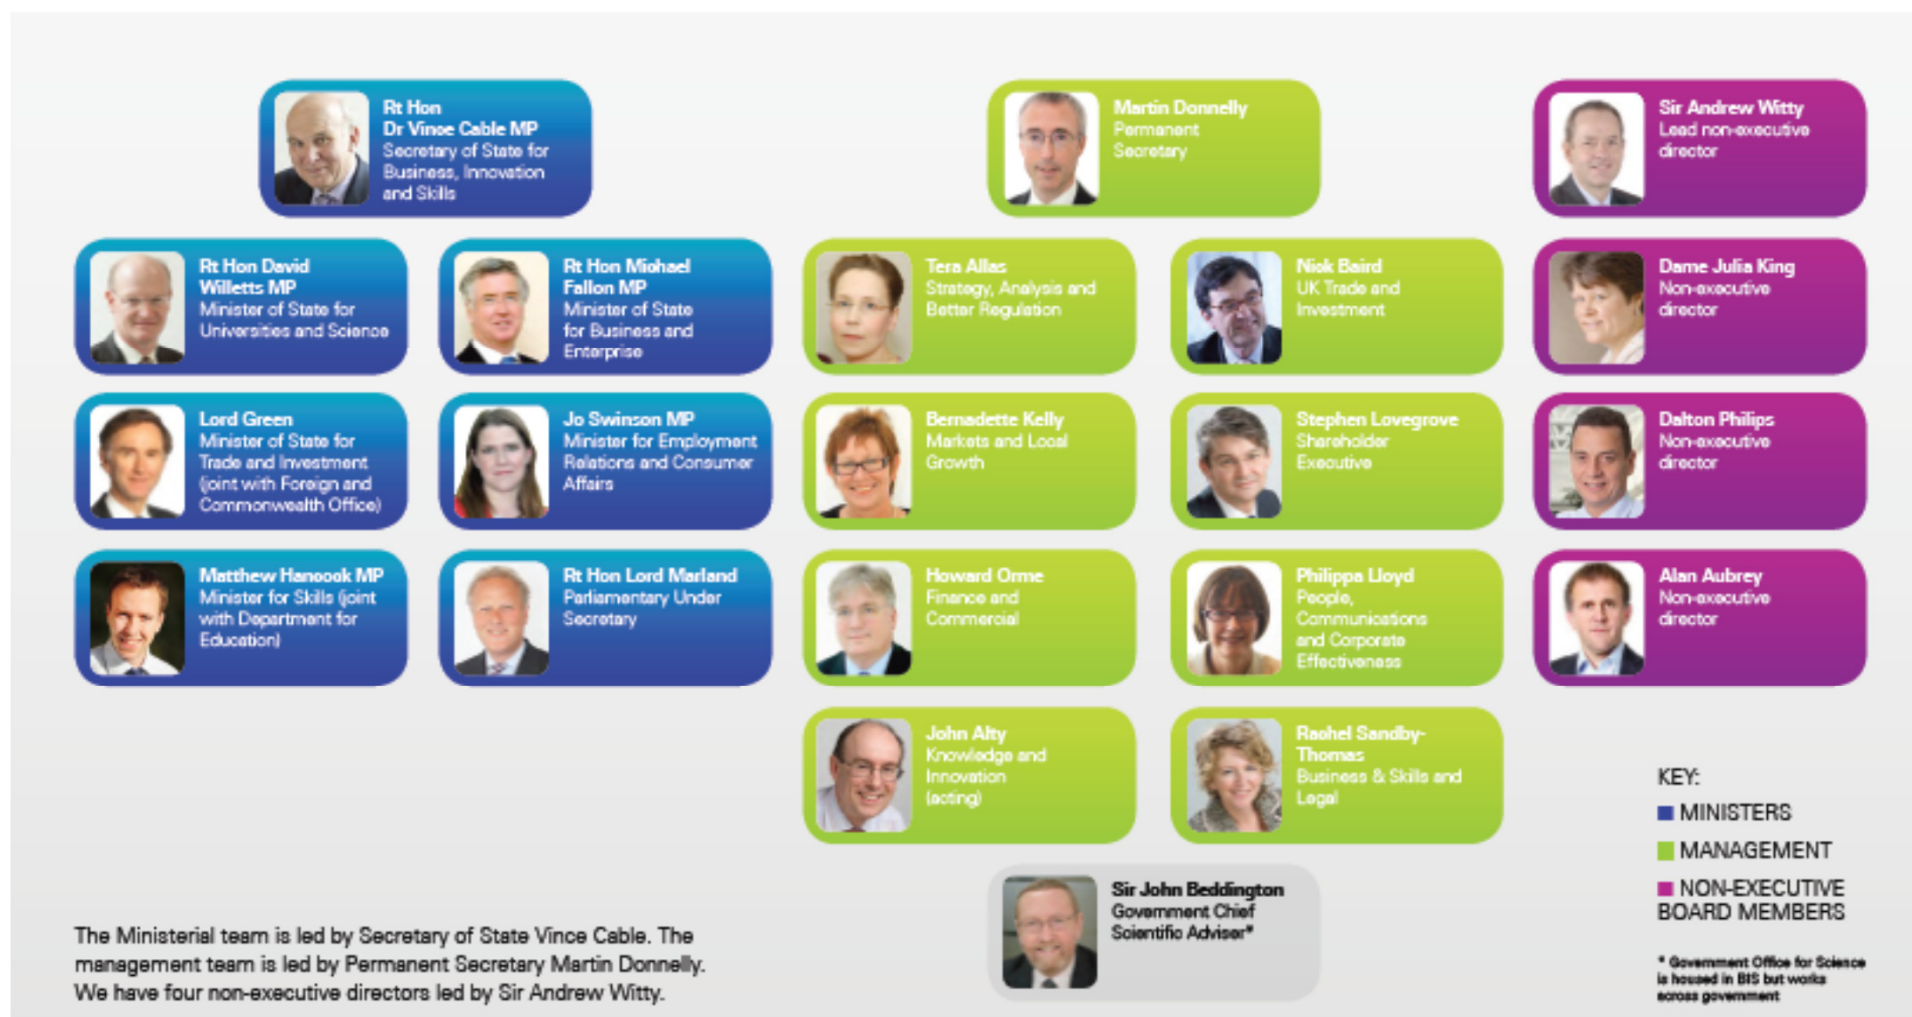 Rt Hon
Dr Vince Cable MP
Secretary of State for
Business, Innovation
and Skills
Martin Donnelly
Permanent
Secretary
Sir Andrew Witty
Lead non-executive
director
Rt Hon David
Willetts MP
Minister of State for
Universities and Science
Rt Hon Michael
Fallon MP
Minister of State
for Business and
Enterprise
Tera Allas
Strategy, Analysis and
Better Regulation
Nick Baird
UK Trade and
Investment
Dame Julia King
Non-executive
director
Lord Green
Minister of State for
Trade and Investment
(joint with Foreign and
Commonwealth Office)
Jo Swinson MP
Minister for Employment
Relations and Consumer
Affairs
Bernadette Kelly
Markets and Local
Growth
Stephen Lovegrove
Shareholder
Executive
Dalton Philips
Non-executive
director
Matthew Hancock MP
Minister for Skills (joint
with Department for
Education)
Rt Hon Lord Marland
Parliamentary Under
Secretary
Howard Orme
Finance and
Commercial
Philippa Lloyd
People,
Communications
and Corporate
Effectiveness
Alan Aubrey
Non-executive
director
John Alty
Knowledge and
Innovation
(acting)
Rachel Sandby-
Thomas
Business & Skills and
Legal
Sir John Beddington
Government Chief
Scientific Adviser*
KEY:
MINISTERS
MANAGEMENT
NON-EXECUTIVE
BOARD MEMBERS
* Government Office for Science
is housed in BIS but works
across government
The Ministerial team is led by Secretary of State Vince Cable. The
management team is led by Permanent Secretary Martin Donnelly.
We have four non-executive directors led by Sir Andrew Witty.